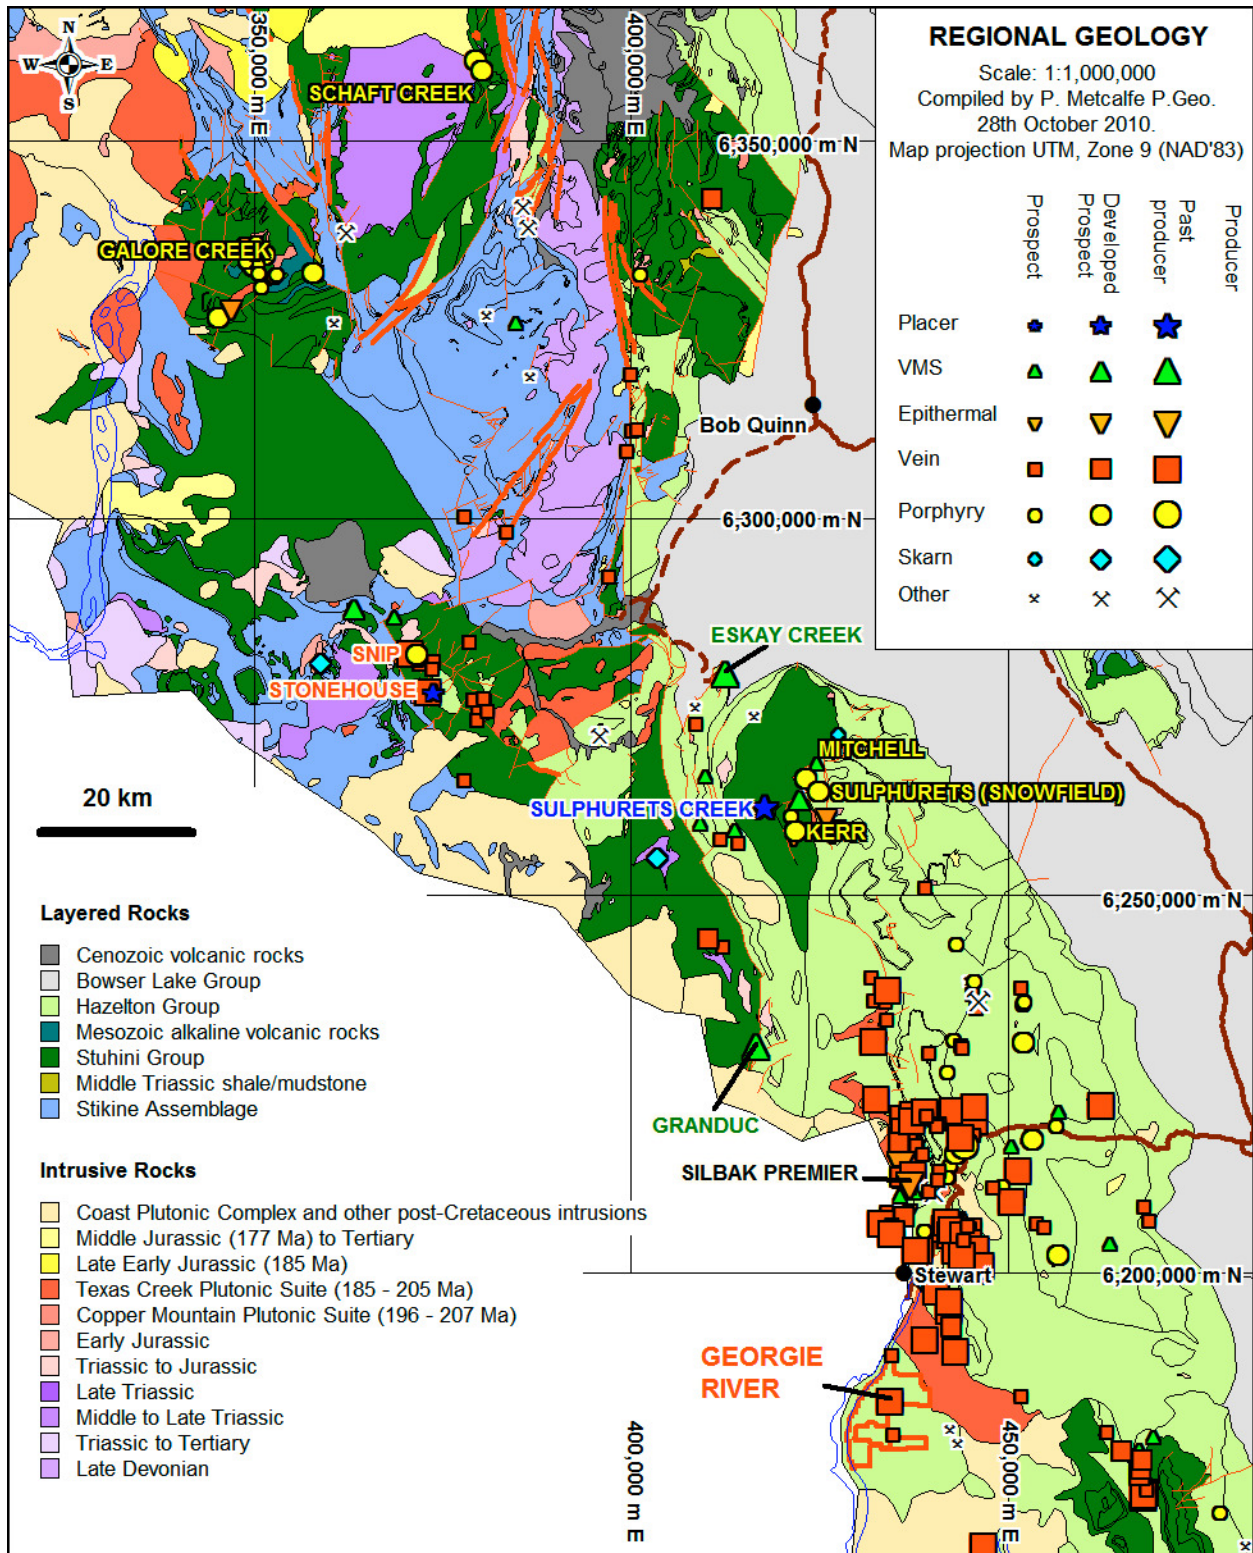 REGIONAL GEOLOGY
Scale: 1:1,000,000
Compiled by P. Metcalfe P.Geo.
28th October 2010.
Map projection UTM, Zone 9 (NAD'83)
Prospect
Developed
Prospect
Past
producer
Producer
Placer
VMS
Epithermal
Vein
Porphyry
Skarn
Other
N
W
E
S
350,000 m E
400,000 m E
SCHAFT CREEK
6,350,000 m N
GALORE CREEK
Bob Quinn
6,300,000 m N
ESKAY CREEK
SNIP
STONEHOUSE
MITCHELL
SULPHURETS (SNOWFIELD)
SULPHURETS CREEK
KERR
20 km
6,250,000 m N
Layered Rocks
Cenozoic volcanic rocks
Bowser Lake Group
Hazelton Group
Mesozoic alkaline volcanic rocks
Stuhini Group
Middle Triassic shale/mudstone
Stikine Assemblage
GRANDUC
SILBAK PREMIER
Intrusive Rocks
Coast Plutonic Complex and other post-Cretaceous intrusions
Middle Jurassic (177 Ma) to Tertiary
Late Early Jurassic (185 Ma)
Texas Creek Plutonic Suite (185 - 205 Ma)
Copper Mountain Plutonic Suite (196 - 207 Ma)
Early Jurassic
Triassic to Jurassic
Late Triassic
Middle to Late Triassic
Triassic to Tertiary
Late Devonian
Stewart
6,200,000 m N
GEORGIE
RIVER
400,000 m E
450,000 m E